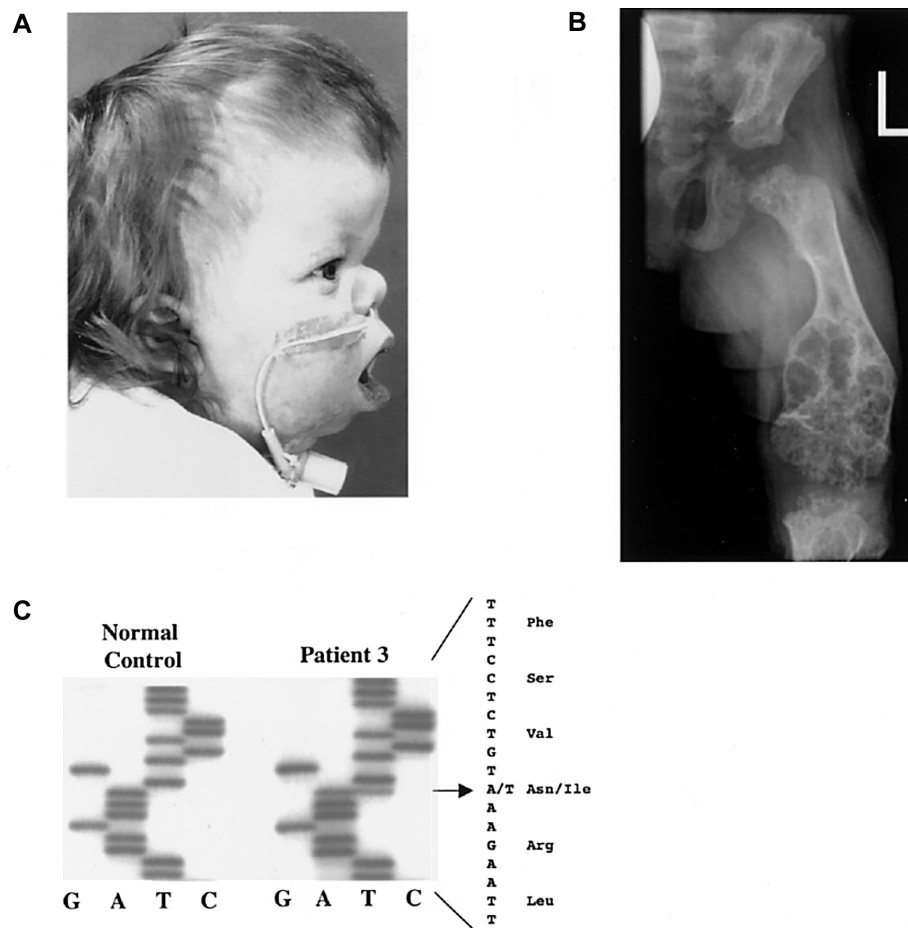 A
B
L
C
Normal
Control
Patient 3
G A T C
G A T C
T
T Phe
T
C
C Ser
T
C
T Val
G
T
A/T Asn/Ile
A
A
G Arg
A
A
T Leu
T